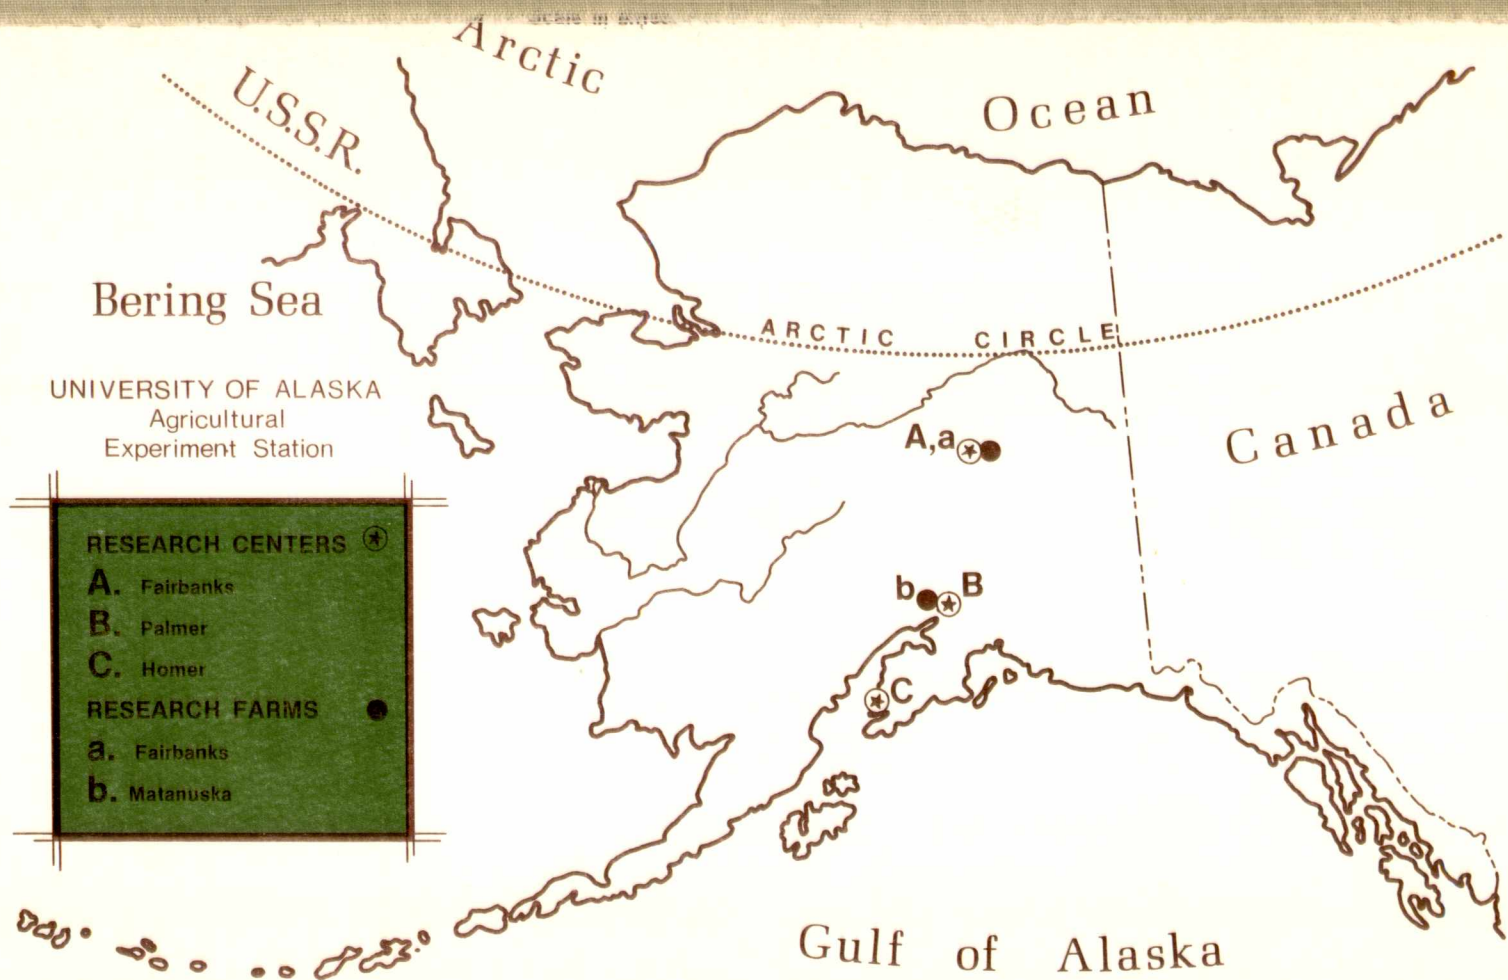 Arctic
Ocean
U.S.S.R.
Bering Sea
ARCTIC CIRCLE
UNIVERSITY OF ALASKA
Agricultural
Experiment Station
Canada
A,a
b B
C
RESEARCH CENTERS
A. Fairbanks
B. Palmer
C. Homer
RESEARCH FARMS
a. Fairbanks
b. Matanuska
Gulf of Alaska